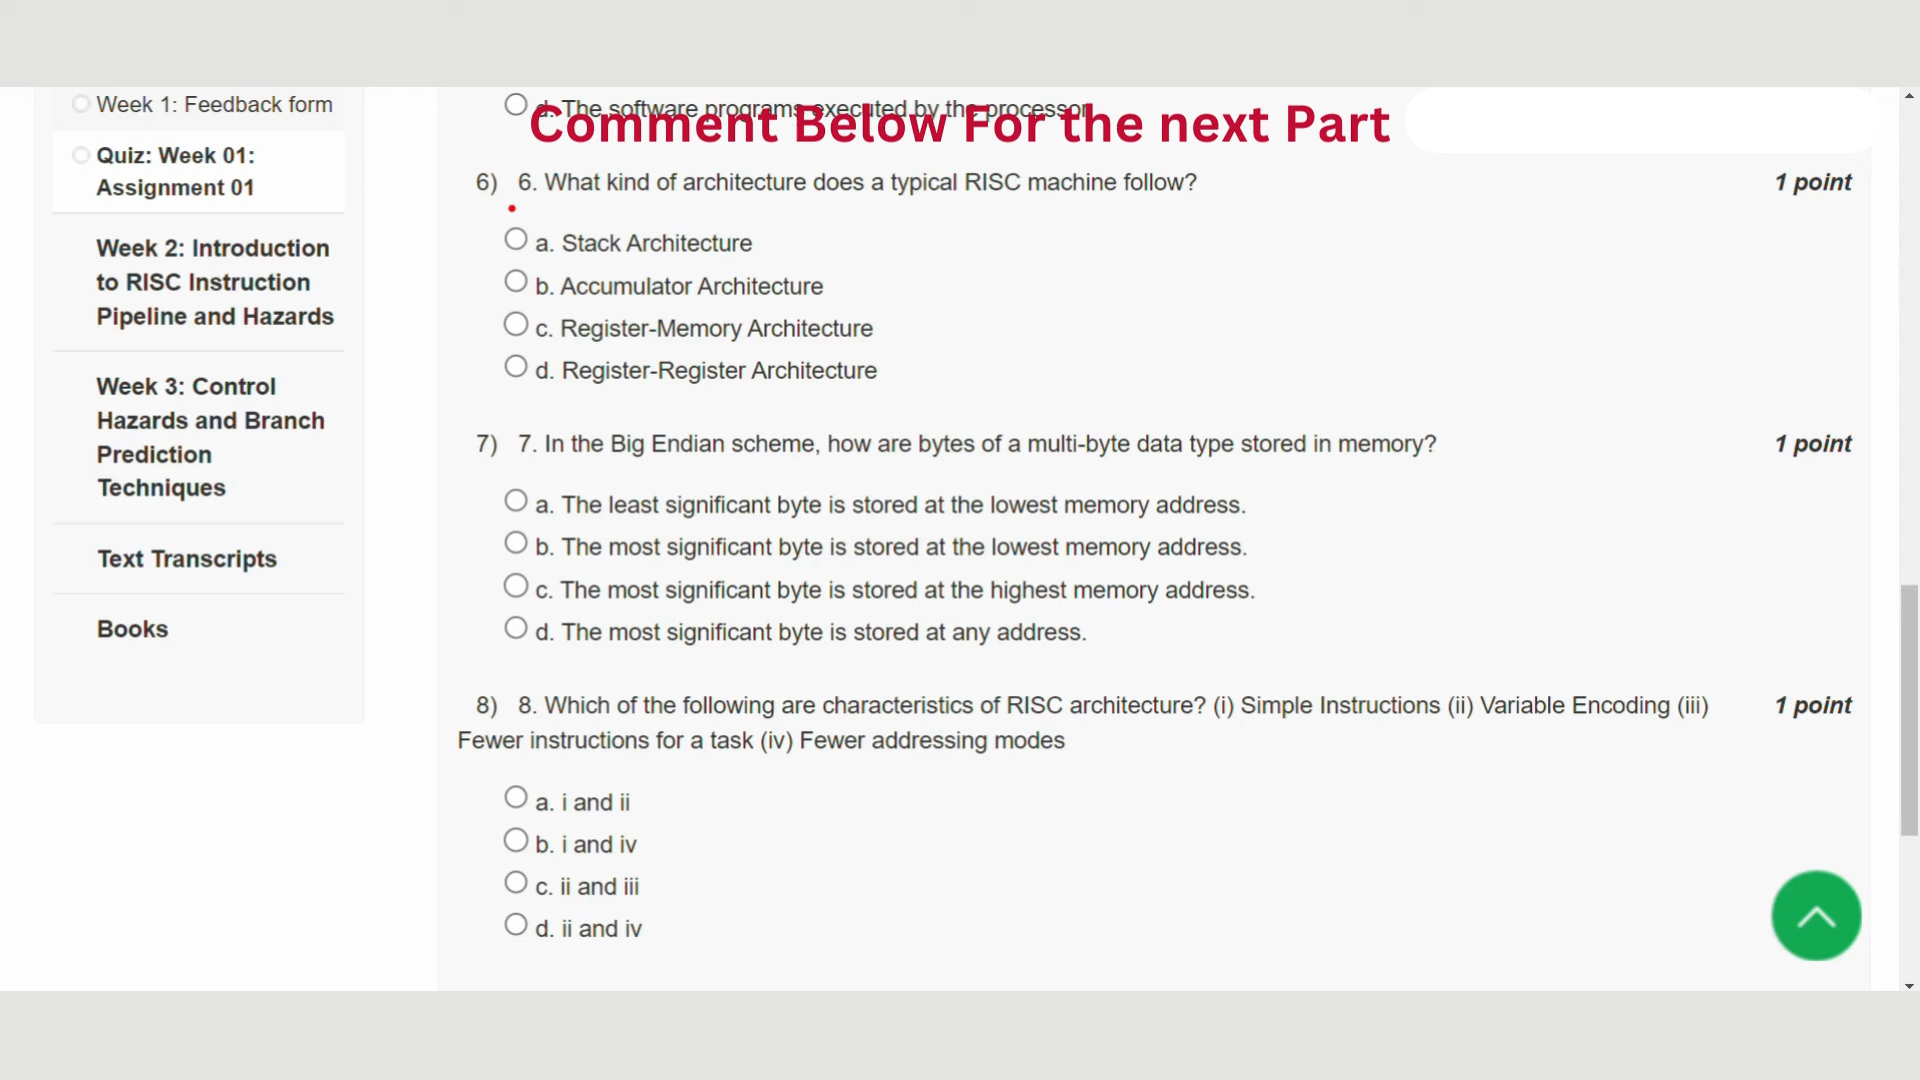 Week 1: Feedback form
Quiz: Week 01:
Assignment 01
Week 2: Introduction
to RISC Instruction
Pipeline and Hazards
Week 3: Control
Hazards and Branch
Prediction
Techniques
Text Transcripts
Books
d. The software programs executed by the processor
Comment Below For the next Part
6) 6. What kind of architecture does a typical RISC machine follow? 1 point
a. Stack Architecture
b. Accumulator Architecture
c. Register-Memory Architecture
d. Register-Register Architecture
7) 7. In the Big Endian scheme, how are bytes of a multi-byte data type stored in memory? 1 point
a. The least significant byte is stored at the lowest memory address.
b. The most significant byte is stored at the lowest memory address.
c. The most significant byte is stored at the highest memory address.
d. The most significant byte is stored at any address.
8) 8. Which of the following are characteristics of RISC architecture? (i) Simple Instructions (ii) Variable Encoding (iii) 1 point
Fewer instructions for a task (iv) Fewer addressing modes
a. i and ii
b. i and iv
c. ii and iii
d. ii and iv